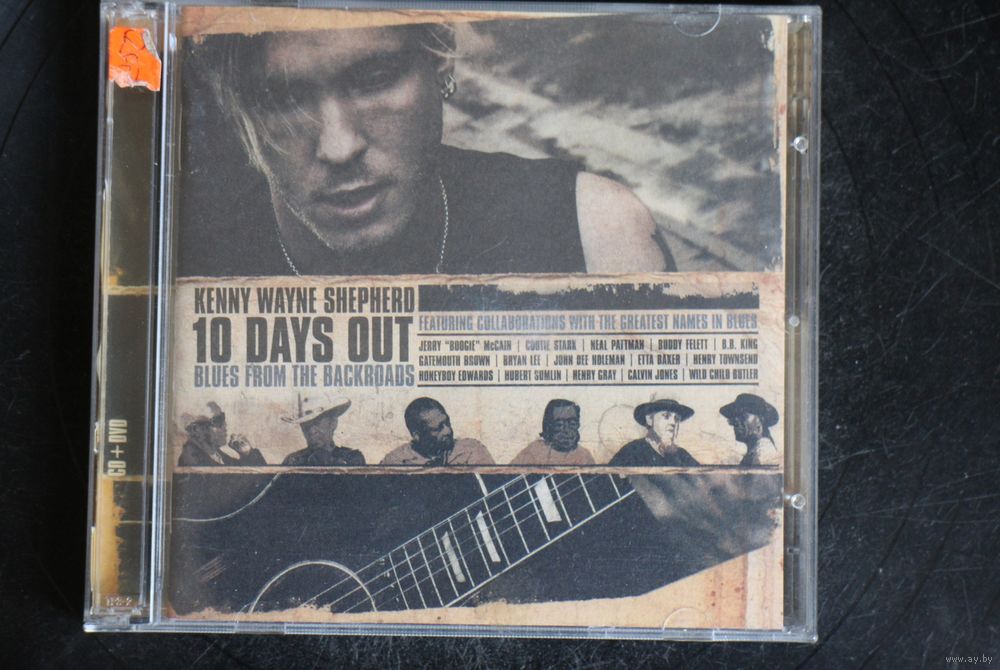 KENNY WAYNE SHEPHERD
10 DAYS OUT
BLUES FROM THE BACKROADS
FEATURING COLLABORATIONS WITH THE GREATEST NAMES IN BLUES
JERRY "BOOGIE" McCAIN | COOTIE STARK | NEAL PATTMAN | BUDDY FLETT | B.B. KING
GATEMOUTH BROWN | BRYAN LEE | JOHN DEE HOLEMAN | ETTA BAKER | HENRY TOWNSEND
HONEYBOY EDWARDS | HUBERT SUMLIN | HENRY GRAY | CALVIN JONES | WILD CHILD BUTLER
CD + DVD
www.ay.by